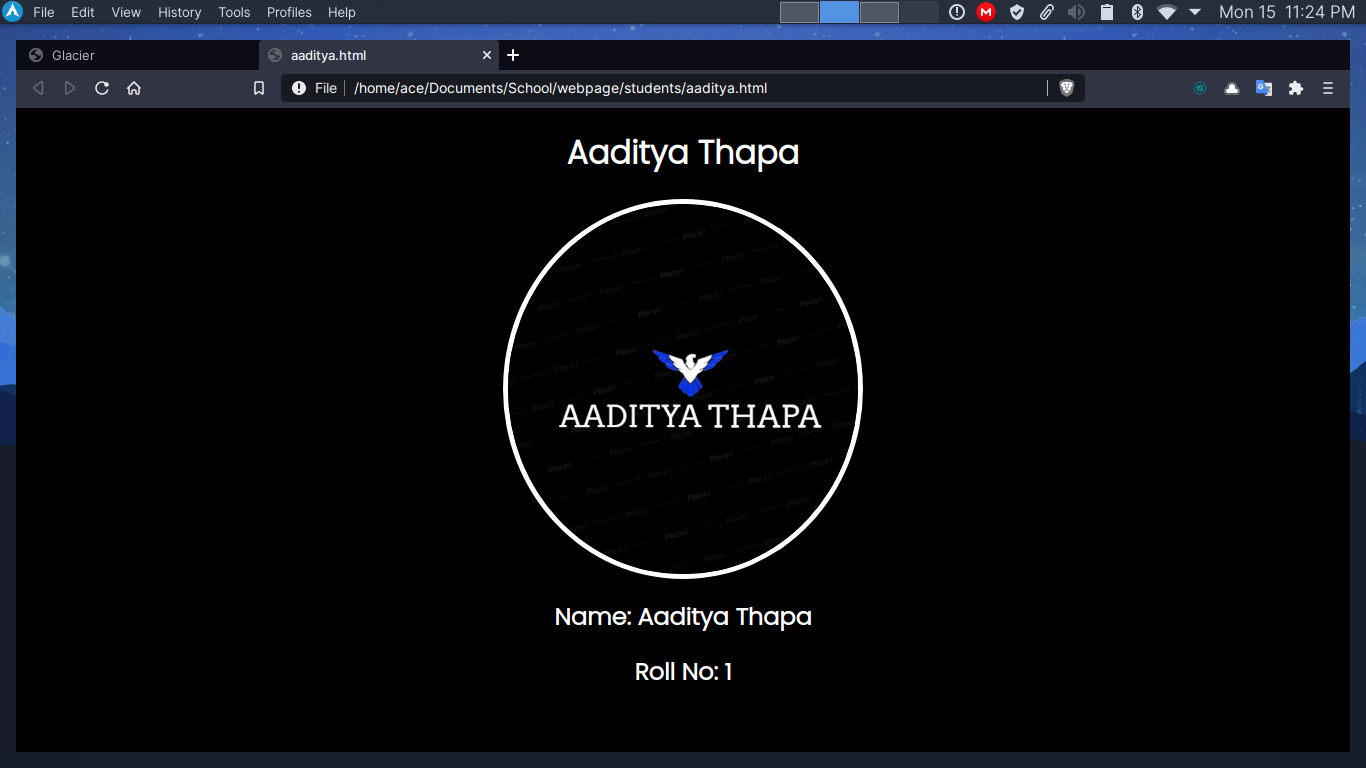 File Edit View History Tools Profiles Help Mon 15 11:24 PM
Glacier aaditya.html
File /home/ace/Documents/School/webpage/students/aaditya.html
Aaditya Thapa
AADITYA THAPA
Name: Aaditya Thapa
Roll No: 1